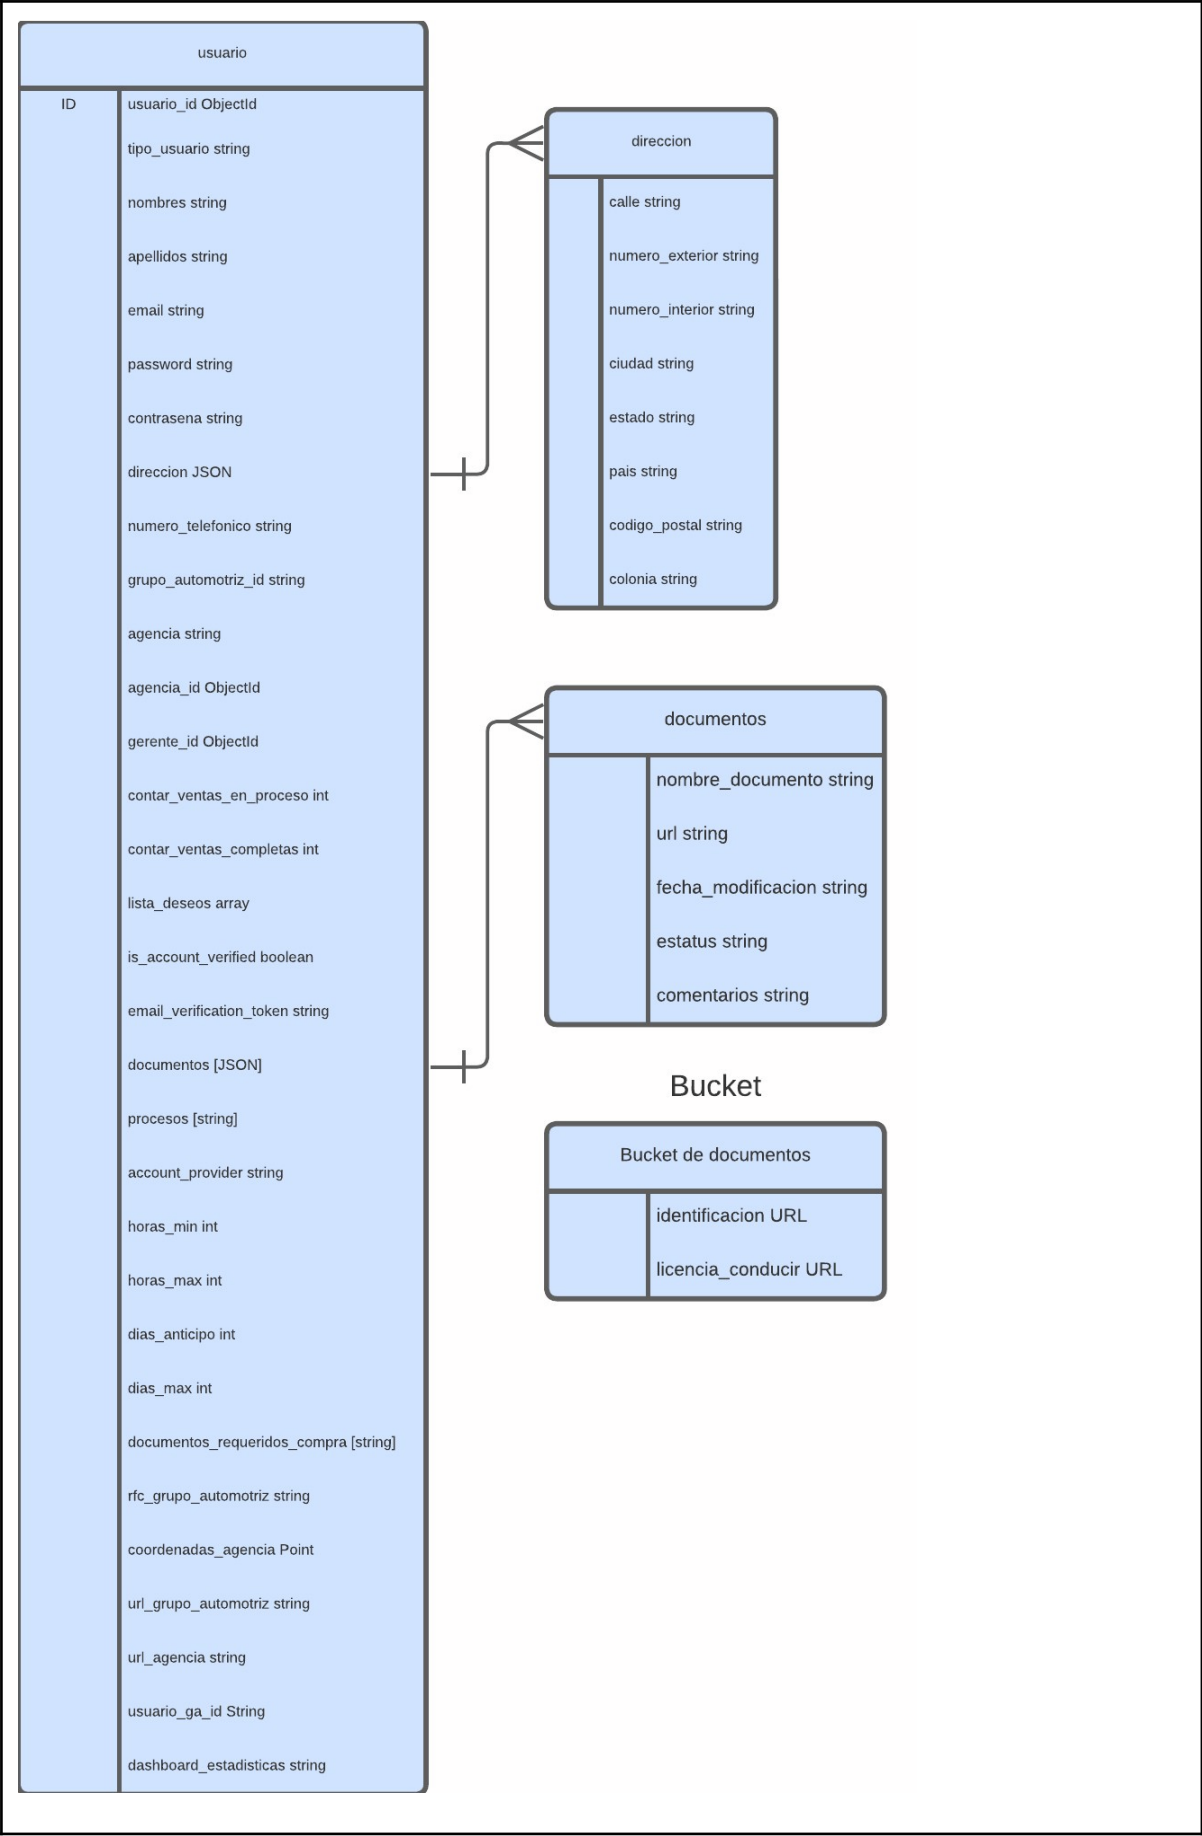 usuario
ID
usuario_id ObjectId
tipo_usuario string
nombres string
apellidos string
email string
password string
contrasena string
direccion JSON
numero_telefonico string
grupo_automotriz_id string
agencia string
agencia_id ObjectId
gerente_id ObjectId
contar_ventas_en_proceso int
contar_ventas_completas int
lista_deseos array
is_account_verified boolean
email_verification_token string
documentos [JSON]
procesos [string]
account_provider string
horas_min int
horas_max int
dias_anticipo int
dias_max int
documentos_requeridos_compra [string]
rfc_grupo_automotriz string
coordenadas_agencia Point
url_grupo_automotriz string
url_agencia string
usuario_ga_id String
dashboard_estadisticas string
direccion
calle string
numero_exterior string
numero_interior string
ciudad string
estado string
pais string
codigo_postal string
colonia string
documentos
nombre_documento string
url string
fecha_modificacion string
estatus string
comentarios string
Bucket
Bucket de documentos
identificacion URL
licencia_conducir URL